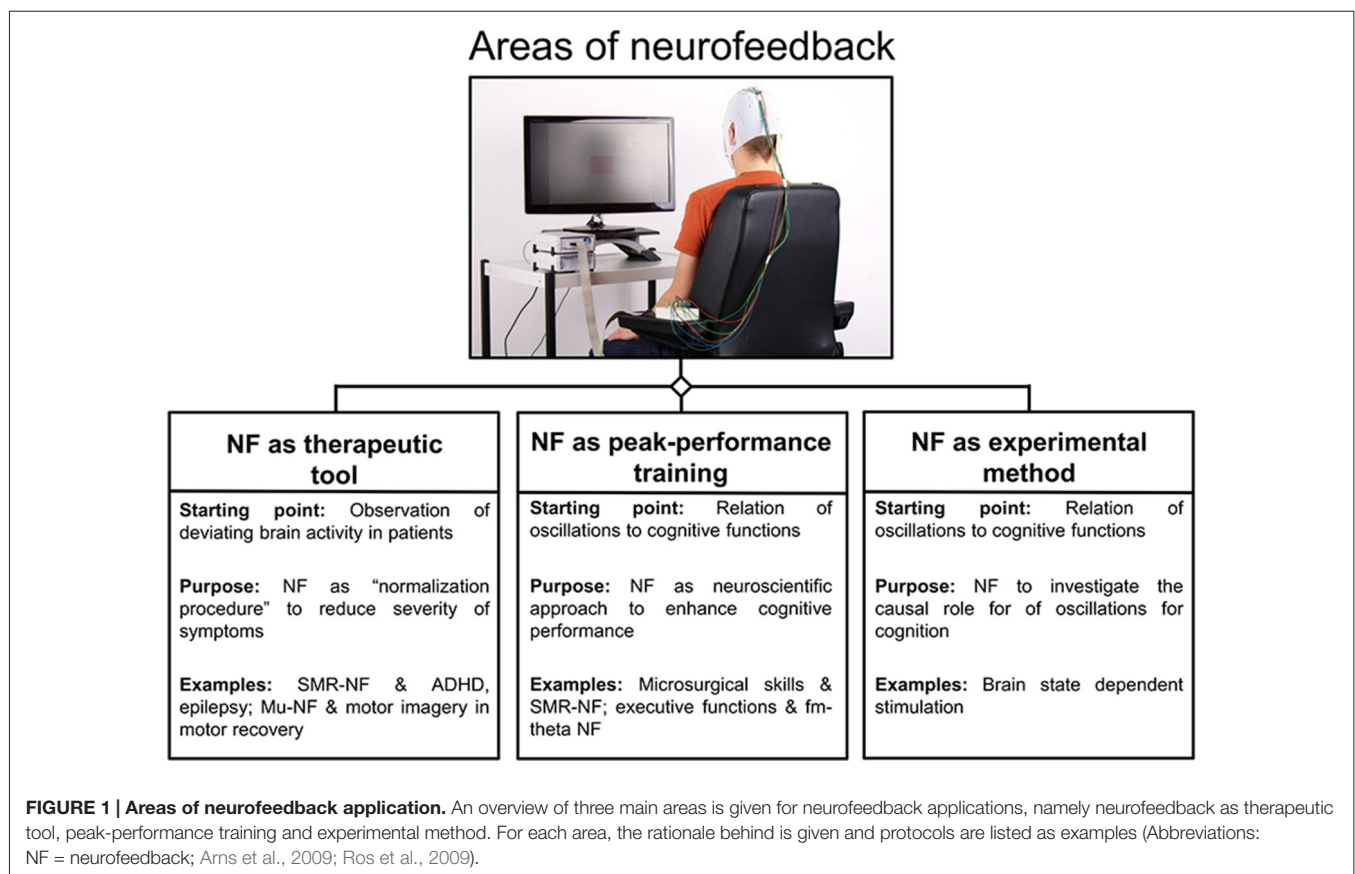 Areas of neurofeedback
NF as therapeutic
tool
Starting point: Observation of
deviating brain activity in patients
Purpose: NF as “normalization
procedure” to reduce severity of
symptoms
Examples: SMR-NF & ADHD,
epilepsy; Mu-NF & motor imagery in
motor recovery
NF as peak-performance
training
Starting point: Relation of
oscillations to cognitive functions
Purpose: NF as neuroscientific
approach to enhance cognitive
performance
Examples: Microsurgical skills &
SMR-NF; executive functions & fm-
theta NF
NF as experimental
method
Starting point: Relation of
oscillations to cognitive functions
Purpose: NF to investigate the
causal role for of oscillations for
cognition
Examples: Brain state dependent
stimulation
FIGURE 1 | Areas of neurofeedback application. An overview of three main areas is given for neurofeedback applications, namely neurofeedback as therapeutic
tool, peak-performance training and experimental method. For each area, the rationale behind is given and protocols are listed as examples (Abbreviations:
NF = neurofeedback; Arns et al., 2009; Ros et al., 2009).